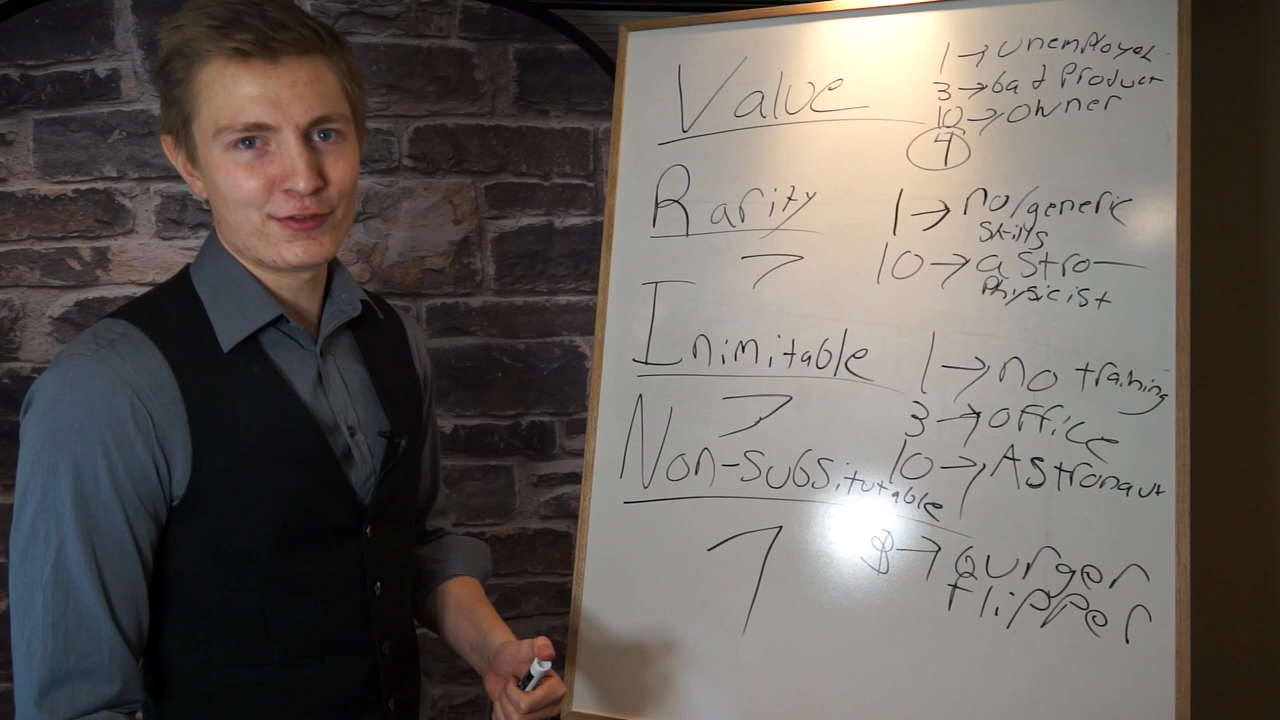 Value
1→ Unemployed
3→bad Product
10→owner
4
Rarity
7
1→ no/generic
skills
10→ astro—
Physicist
Inimitable
7
1→ no training
3→office
10→Astronaut
Non-subsitutable
7
8→Burger
flipper